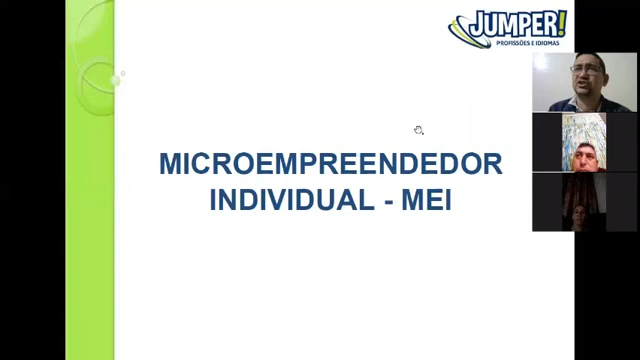 JUMPER!
PROFISSÕES E IDIOMAS
MICROEMPREENDEDOR
INDIVIDUAL - MEI